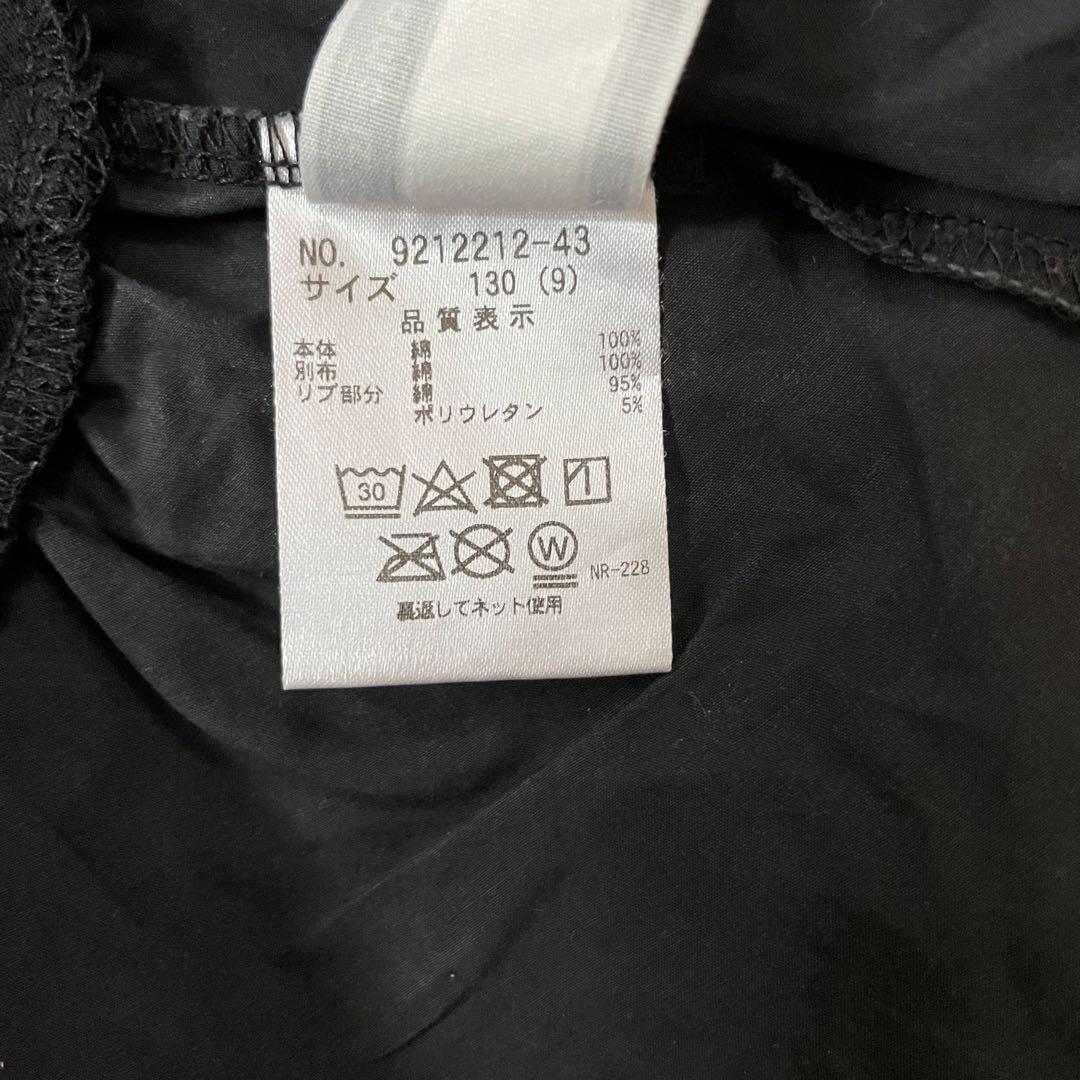 NO. 9212212-43
サイズ 130 (9)
品質表示
本体 綿 100%
別布 綿 100%
リブ部分 綿 95%
ポリウレタン 5%
30
W NR-228
裏返してネット使用